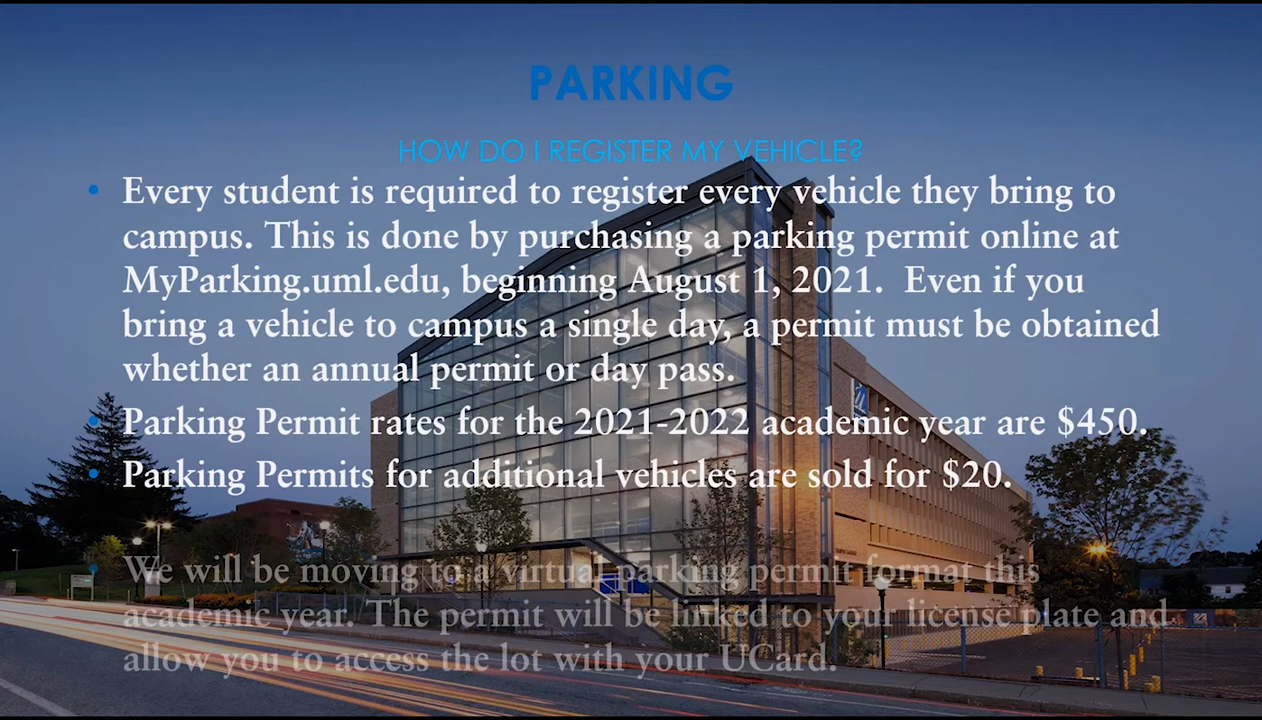 PARKING
HOW DO I REGISTER MY VEHICLE?
• Every student is required to register every vehicle they bring to
campus. This is done by purchasing a parking permit online at
MyParking.uml.edu, beginning August 1, 2021.  Even if you
bring a vehicle to campus a single day, a permit must be obtained
whether an annual permit or day pass.
• Parking Permit rates for the 2021-2022 academic year are $450.
• Parking Permits for additional vehicles are sold for $20.
• We will be moving to a virtual parking permit format this
academic year. The permit will be linked to your license plate and
allow you to access the lot with your UCard.